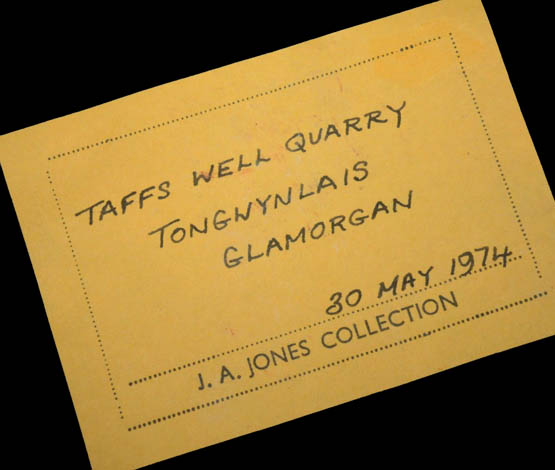 TAFFS WELL QUARRY
TONGWYNLAIS
GLAMORGAN
30 MAY 1974
J. A. JONES COLLECTION